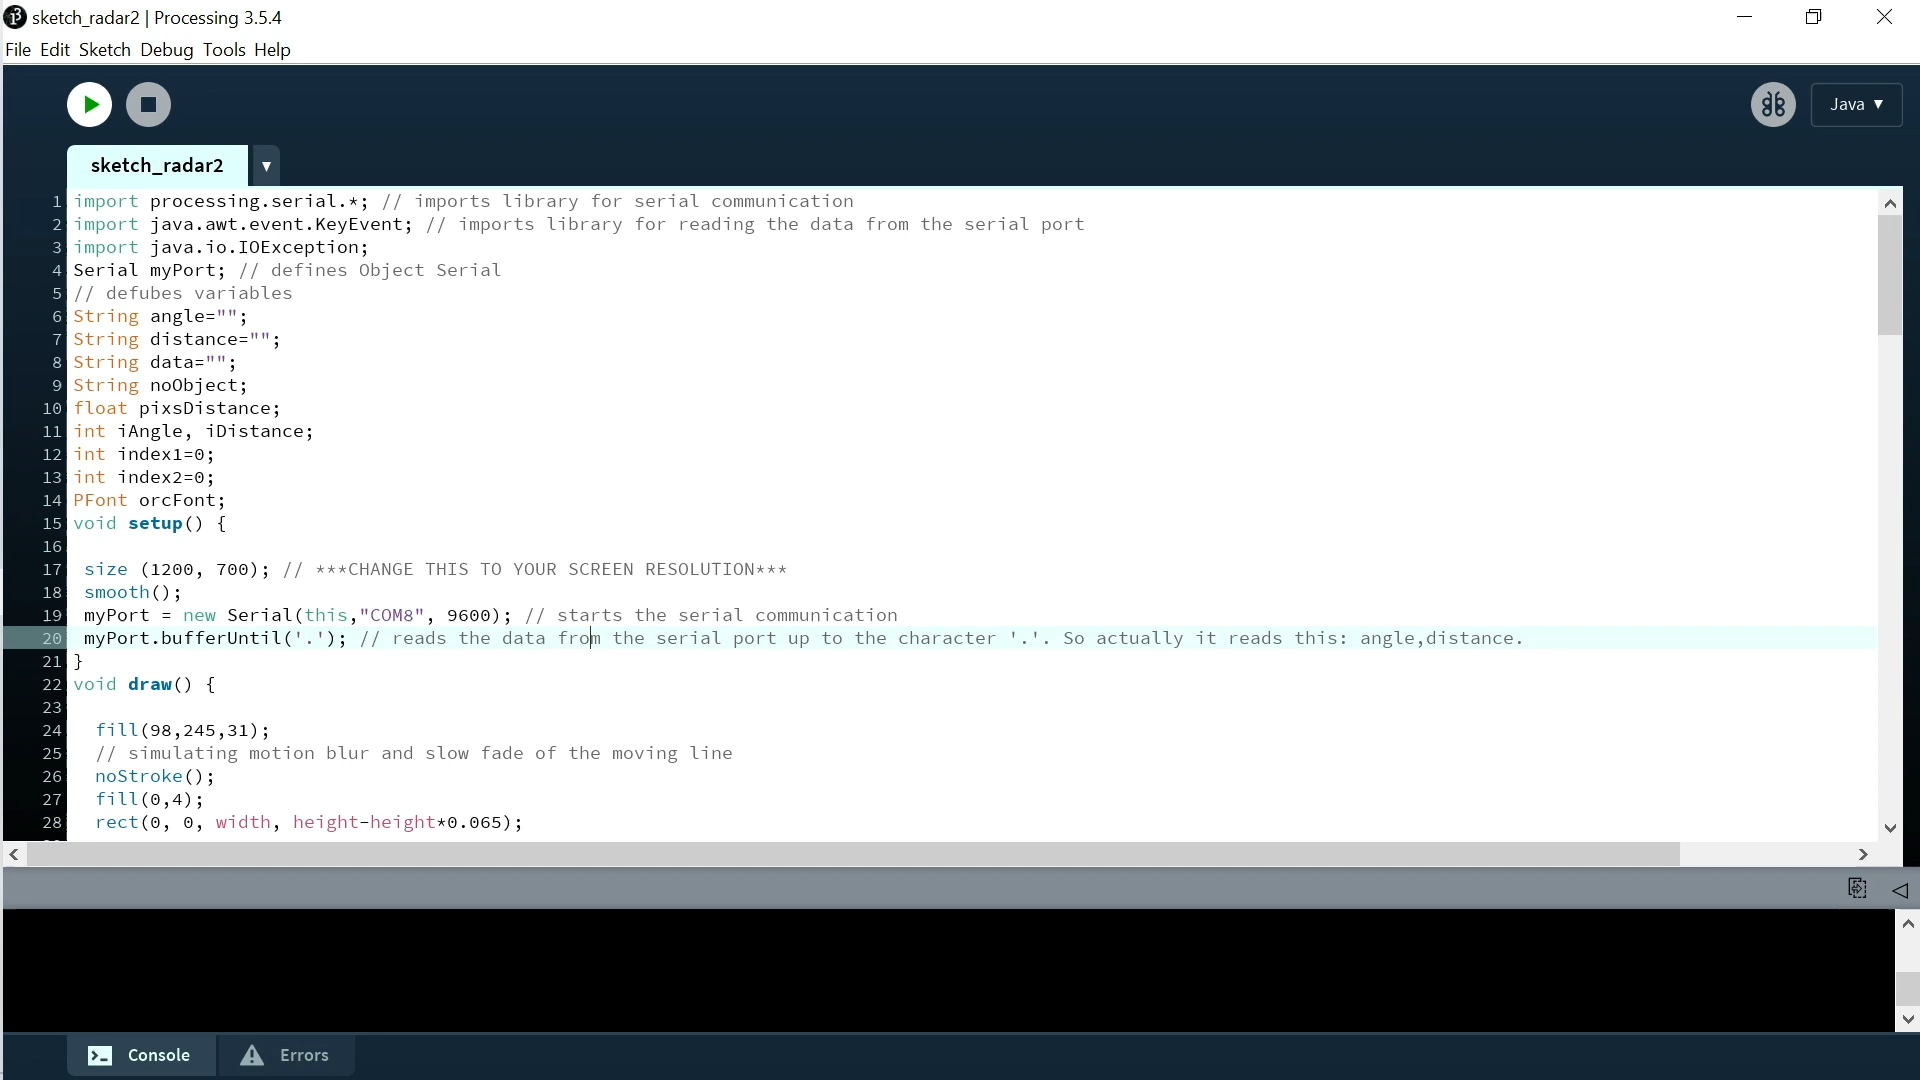 sketch_radar2 | Processing 3.5.4
File Edit Sketch Debug Tools Help
Java ▼
sketch_radar2 ▼
1 import processing.serial.*; // imports library for serial communication
2 import java.awt.event.KeyEvent; // imports library for reading the data from the serial port
3 import java.io.IOException;
4 Serial myPort; // defines Object Serial
5 // defubes variables
6 String angle="";
7 String distance="";
8 String data="";
9 String noObject;
10 float pixsDistance;
11 int iAngle, iDistance;
12 int index1=0;
13 int index2=0;
14 PFont orcFont;
15 void setup() {
16
17 size (1200, 700); // ***CHANGE THIS TO YOUR SCREEN RESOLUTION***
18 smooth();
19 myPort = new Serial(this,"COM8", 9600); // starts the serial communication
20 myPort.bufferUntil('.'); // reads the data from the serial port up to the character '.'. So actually it reads this: angle,distance.
21 }
22 void draw() {
23
24 fill(98,245,31);
25 // simulating motion blur and slow fade of the moving line
26 noStroke();
27 fill(0,4);
28 rect(0, 0, width, height-height*0.065);
Console Errors